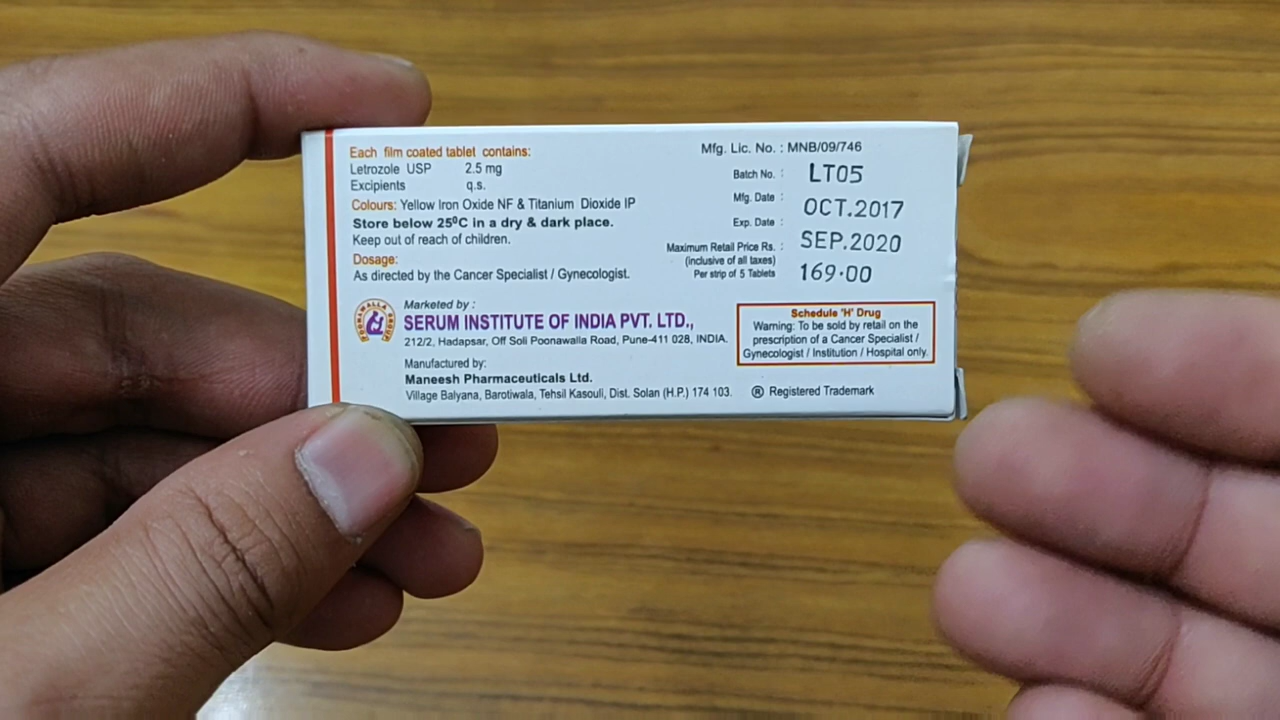 Each film coated tablet contains:
Letrozole USP 2.5 mg
Excipients q.s.
Colours: Yellow Iron Oxide NF & Titanium Dioxide IP
Store below 25⁰C in a dry & dark place.
Keep out of reach of children.
Dosage:
As directed by the Cancer Specialist / Gynecologist.
Mfg. Lic. No. : MNB/09/746
Batch No. : LT05
Mfg. Date : OCT.2017
Exp. Date : SEP.2020
Maximum Retail Price Rs. : 169.00
(inclusive of all taxes)
Per strip of 5 Tablets
POONAWALLA GROUP
Marketed by :
SERUM INSTITUTE OF INDIA PVT. LTD.,
212/2, Hadapsar, Off Soli Poonawalla Road, Pune-411 028, INDIA.
Manufactured by:
Maneesh Pharmaceuticals Ltd.
Village Balyana, Barotiwala, Tehsil Kasouli, Dist. Solan (H.P.) 174 103.
Schedule 'H' Drug
Warning: To be sold by retail on the
prescription of a Cancer Specialist /
Gynecologist / Institution / Hospital only.
® Registered Trademark